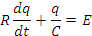 R dq/dt + q/C = E